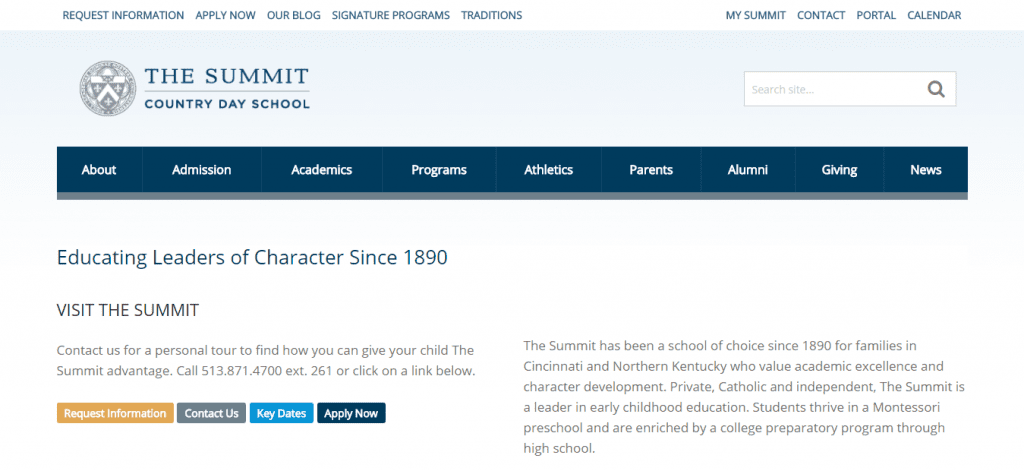 REQUEST INFORMATION APPLY NOW OUR BLOG SIGNATURE PROGRAMS TRADITIONS MY SUMMIT CONTACT PORTAL CALENDAR
THE SUMMIT
COUNTRY DAY SCHOOL
Search site...
About Admission Academics Programs Athletics Parents Alumni Giving News
Educating Leaders of Character Since 1890
VISIT THE SUMMIT
Contact us for a personal tour to find how you can give your child The
Summit advantage. Call 513.871.4700 ext. 261 or click on a link below.
Request Information Contact Us Key Dates Apply Now
The Summit has been a school of choice since 1890 for families in
Cincinnati and Northern Kentucky who value academic excellence and
character development. Private, Catholic and independent, The Summit is
a leader in early childhood education. Students thrive in a Montessori
preschool and are enriched by a college preparatory program through
high school.